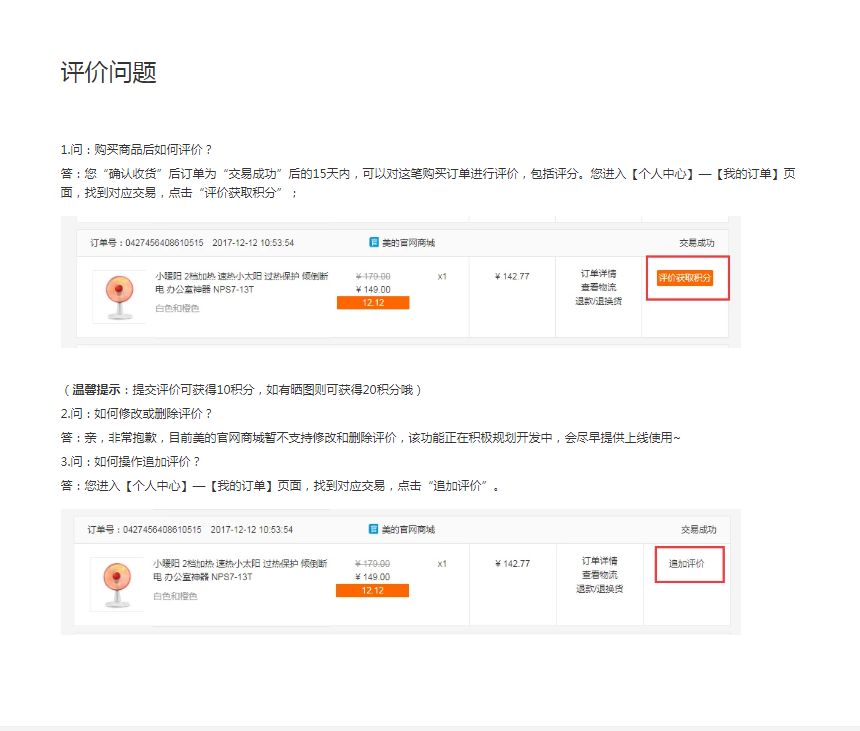 评价问题
1.问：购买商品后如何评价？
答：您“确认收货”后订单为“交易成功”后的15天内，可以对这笔购买订单进行评价，包括评分。您进入【个人中心】—【我的订单】页
面，找到对应交易，点击“评价获取积分”；
订单号：0427456408610515 2017-12-12 10:53:54 官 美的官网商城 交易成功
小暖阳 2档加热 速热小太阳 过热保护 倾倒断 ￥179.00 x1 ￥142.77 订单详情 评价获取积分
电 办公室神器 NPS7-13T ￥149.00 查看物流
白色和橙色 12.12 退款/退换货
（温馨提示：提交评价可获得10积分，如有晒图则可获得20积分哦）
2.问：如何修改或删除评价？
答：亲，非常抱歉，目前美的官网商城暂不支持修改和删除评价，该功能正在积极规划开发中，会尽早提供上线使用~
3.问：如何操作追加评价？
答：您进入【个人中心】—【我的订单】页面，找到对应交易，点击“追加评价”。
订单号：0427456408610515 2017-12-12 10:53:54 官 美的官网商城 交易成功
小暖阳 2档加热 速热小太阳 过热保护 倾倒断 ￥179.00 x1 ￥142.77 订单详情 追加评价
电 办公室神器 NPS7-13T ￥149.00 查看物流
白色和橙色 12.12 退款/退换货